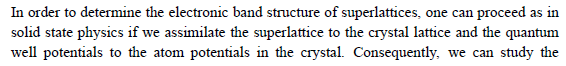 In order to determine the electronic band structure of superlattices, one can proceed as in
solid state physics if we assimilate the superlattice to the crystal lattice and the quantum
well potentials to the atom potentials in the crystal. Consequently, we can study the